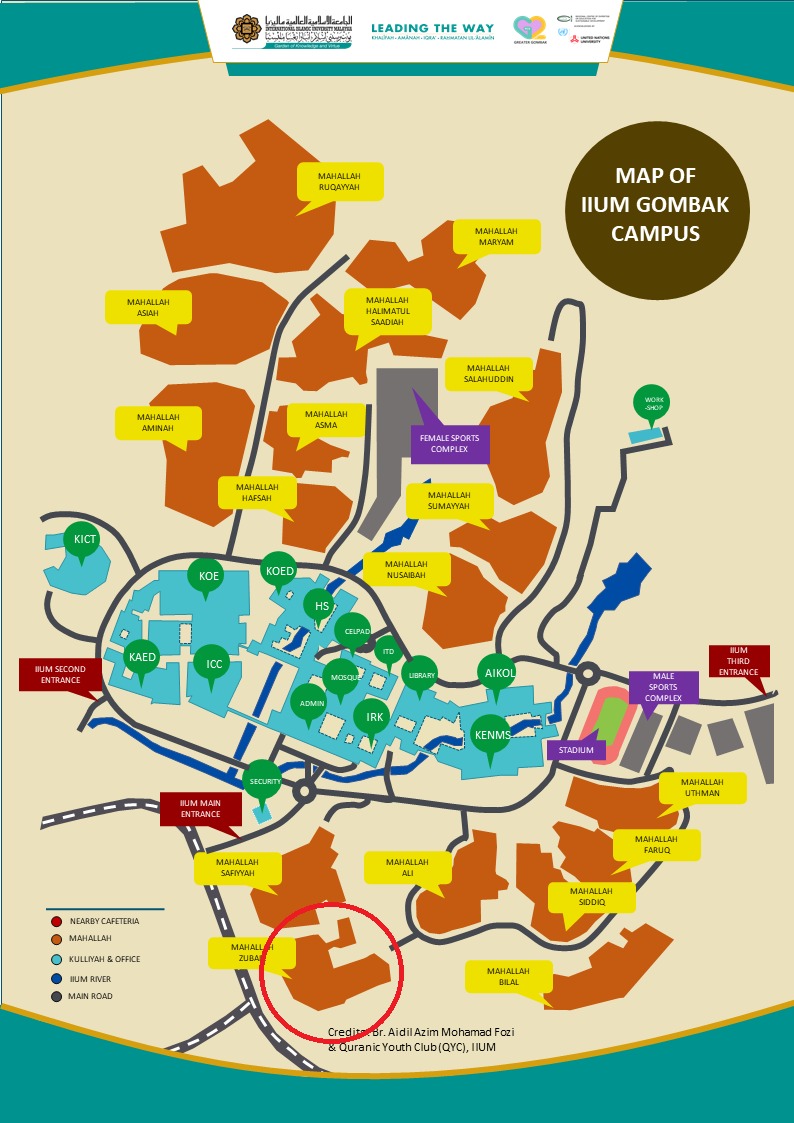 الجامعة الإسلامية العالمية ماليزيا
INTERNATIONAL ISLAMIC UNIVERSITY MALAYSIA
Garden of Knowledge and Virtue
LEADING THE WAY
KHALĪFAH • AMĀNAH • IQRA' • RAHMATAN LIL-ĀLAMĪN
GREATER GOMBAK
UNITED NATIONS
UNIVERSITY
MAP OF
IIUM GOMBAK
CAMPUS
MAHALLAH
RUQAYYAH
MAHALLAH
MARYAM
MAHALLAH
ASIAH
MAHALLAH
HALIMATUL
SAADIAH
MAHALLAH
SALAHUDDIN
WORK
-SHOP
MAHALLAH
AMINAH
MAHALLAH
ASMA
FEMALE SPORTS
COMPLEX
MAHALLAH
HAFSAH
MAHALLAH
SUMAYYAH
KICT
KOE
KOED
MAHALLAH
NUSAIBAH
HS
CELPAD
ITD
KAED
ICC
MOSQUE
LIBRARY
AIKOL
IIUM
THIRD
ENTRANCE
IIUM SECOND
ENTRANCE
MALE
SPORTS
COMPLEX
ADMIN
IRK
KENMS
STADIUM
SECURITY
MAHALLAH
UTHMAN
IIUM MAIN
ENTRANCE
MAHALLAH
FARUQ
MAHALLAH
SAFIYYAH
MAHALLAH
ALI
MAHALLAH
SIDDIQ
NEARBY CAFETERIA
MAHALLAH
KULLIYAH & OFFICE
IIUM RIVER
MAIN ROAD
MAHALLAH
MAHALLAH
BILAL
Credits: Br. Aidil Azim Mohamad Fozi
& Quranic Youth Club (QYC), IIUM